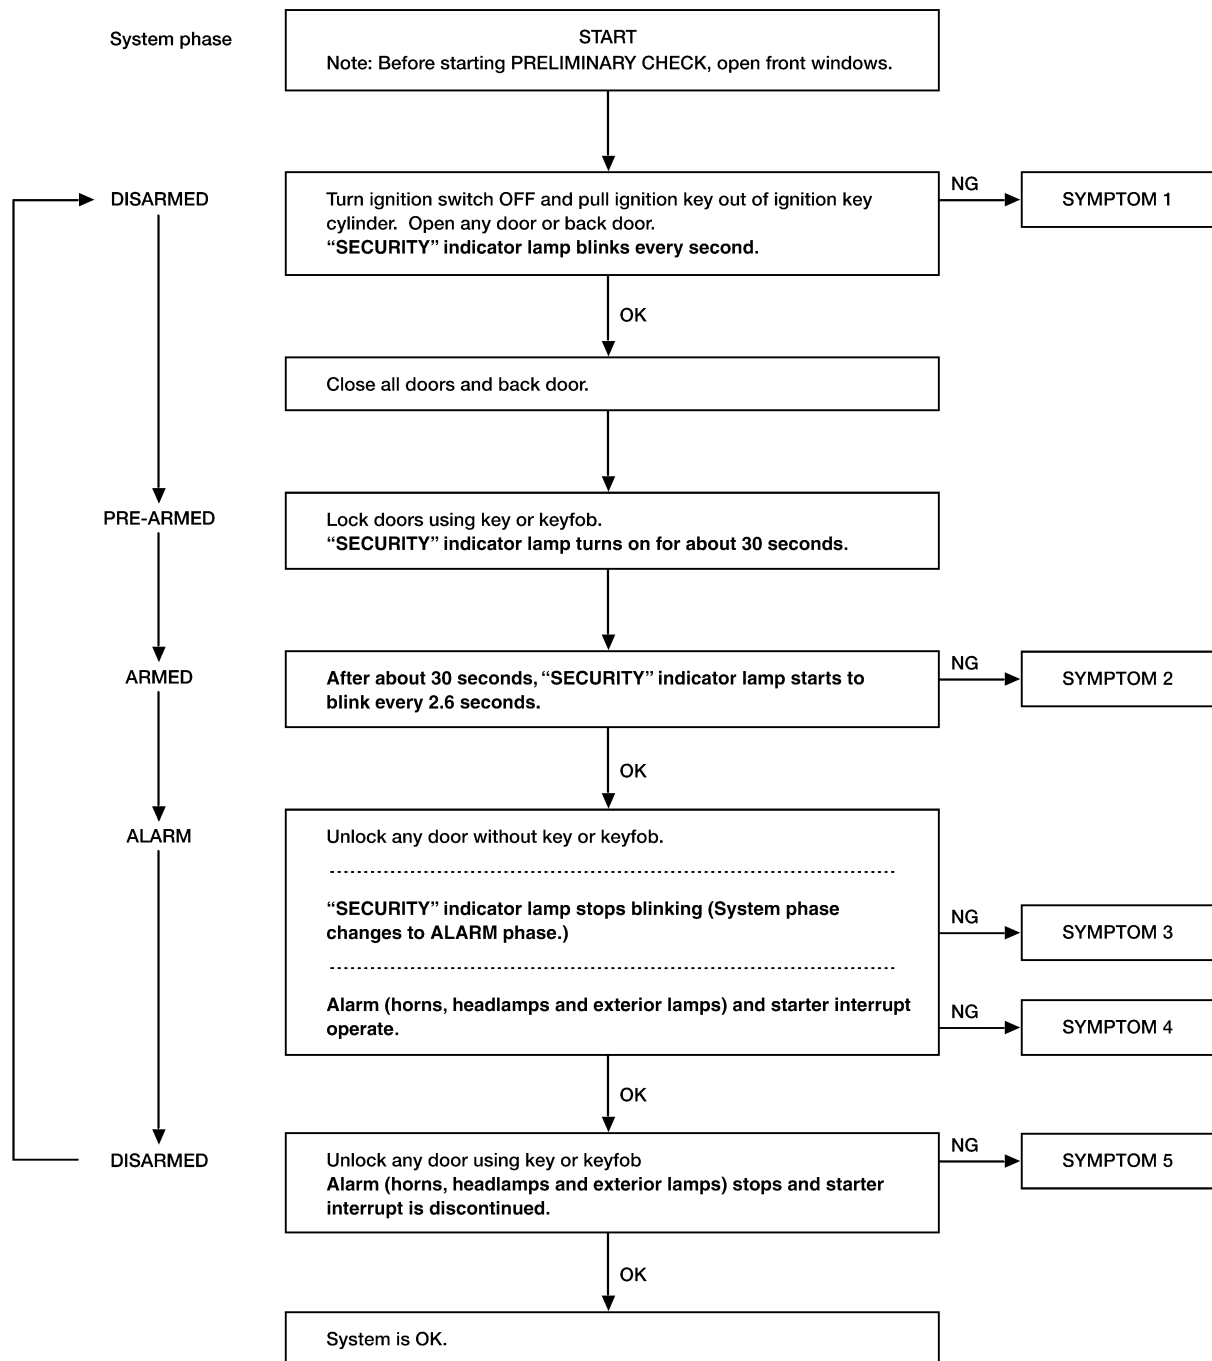 System phase
START
Note: Before starting PRELIMINARY CHECK, open front windows.
DISARMED
Turn ignition switch OFF and pull ignition key out of ignition key
cylinder. Open any door or back door.
“SECURITY” indicator lamp blinks every second.
NG
SYMPTOM 1
OK
Close all doors and back door.
PRE-ARMED
Lock doors using key or keyfob.
“SECURITY” indicator lamp turns on for about 30 seconds.
ARMED
After about 30 seconds, “SECURITY” indicator lamp starts to
blink every 2.6 seconds.
NG
SYMPTOM 2
OK
ALARM
Unlock any door without key or keyfob.
“SECURITY” indicator lamp stops blinking (System phase
changes to ALARM phase.)
NG
SYMPTOM 3
Alarm (horns, headlamps and exterior lamps) and starter interrupt
operate.
NG
SYMPTOM 4
OK
DISARMED
Unlock any door using key or keyfob
Alarm (horns, headlamps and exterior lamps) stops and starter
interrupt is discontinued.
NG
SYMPTOM 5
OK
System is OK.